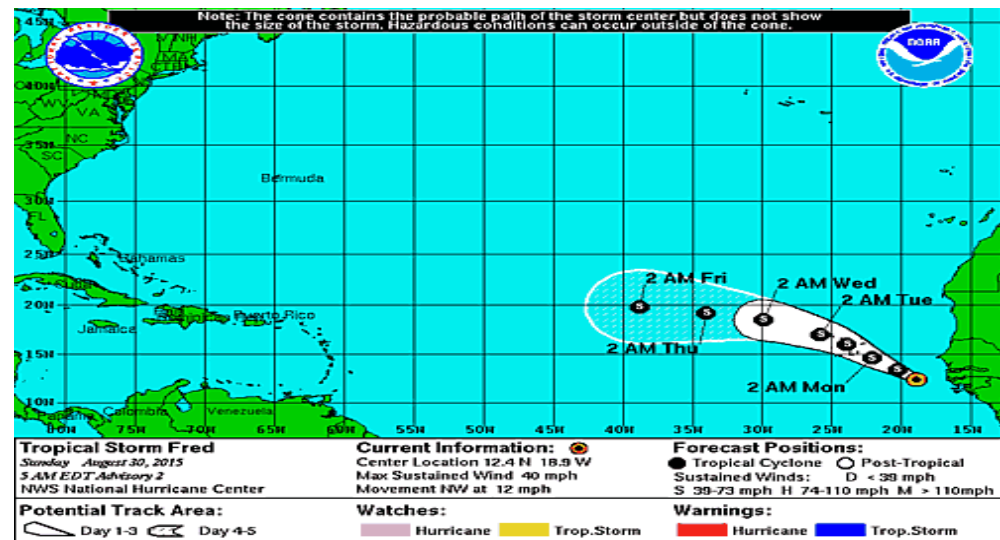 Note: The cone contains the probable path of the storm center but does not show
the size of the storm. Hazardous conditions can occur outside of the cone.
45N
NOAA
40N
WV
VA
35N
NC
SC
Bermuda
30N
FL
25N
Bahamas
Cuba
2 AM Fri
2 AM Wed
20N
2 AM Tue
Puerto Rico
Jamaica
2 AM Thu
15N
2 AM Mon
10N
Panama
Colombia
Venezuela
80W 75W 70W 65W 60W 55W 50W 45W 40W 35W 30W 25W 20W 15W
S S S S S S S
Tropical Storm Fred
Sunday August 30, 2015
5 AM EDT Advisory 2
NWS National Hurricane Center
Current Information:
Center Location 12.4 N 18.9 W
Max Sustained Wind 40 mph
Movement NW at 12 mph
Forecast Positions:
Tropical Cyclone Post-Tropical
Sustained Winds: D < 39 mph
S 39-73 mph H 74-110 mph M > 110mph
Potential Track Area:
Day 1-3 Day 4-5
Watches:
Hurricane Trop.Storm
Warnings:
Hurricane Trop.Storm